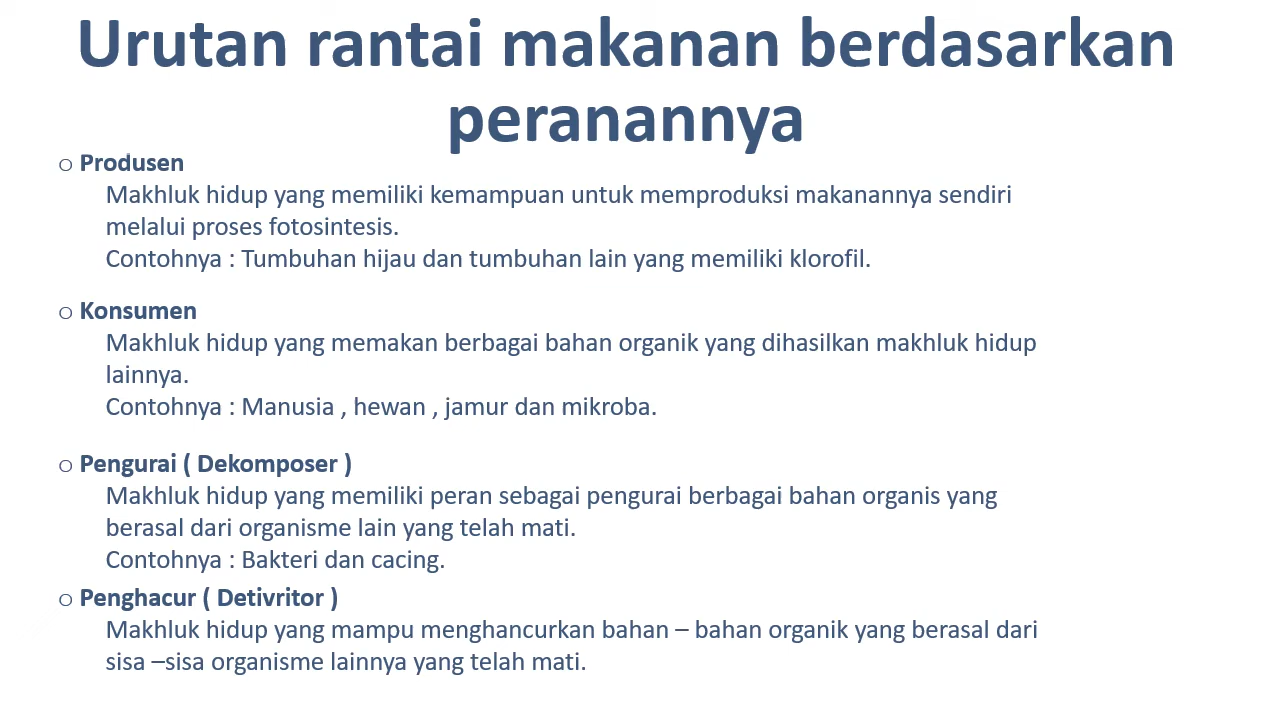 Urutan rantai makanan berdasarkan
peranannya
o Produsen
Makhluk hidup yang memiliki kemampuan untuk memproduksi makanannya sendiri
melalui proses fotosintesis.
Contohnya : Tumbuhan hijau dan tumbuhan lain yang memiliki klorofil.
o Konsumen
Makhluk hidup yang memakan berbagai bahan organik yang dihasilkan makhluk hidup
lainnya.
Contohnya : Manusia , hewan , jamur dan mikroba.
o Pengurai ( Dekomposer )
Makhluk hidup yang memiliki peran sebagai pengurai berbagai bahan organis yang
berasal dari organisme lain yang telah mati.
Contohnya : Bakteri dan cacing.
o Penghacur ( Detivritor )
Makhluk hidup yang mampu menghancurkan bahan – bahan organik yang berasal dari
sisa –sisa organisme lainnya yang telah mati.